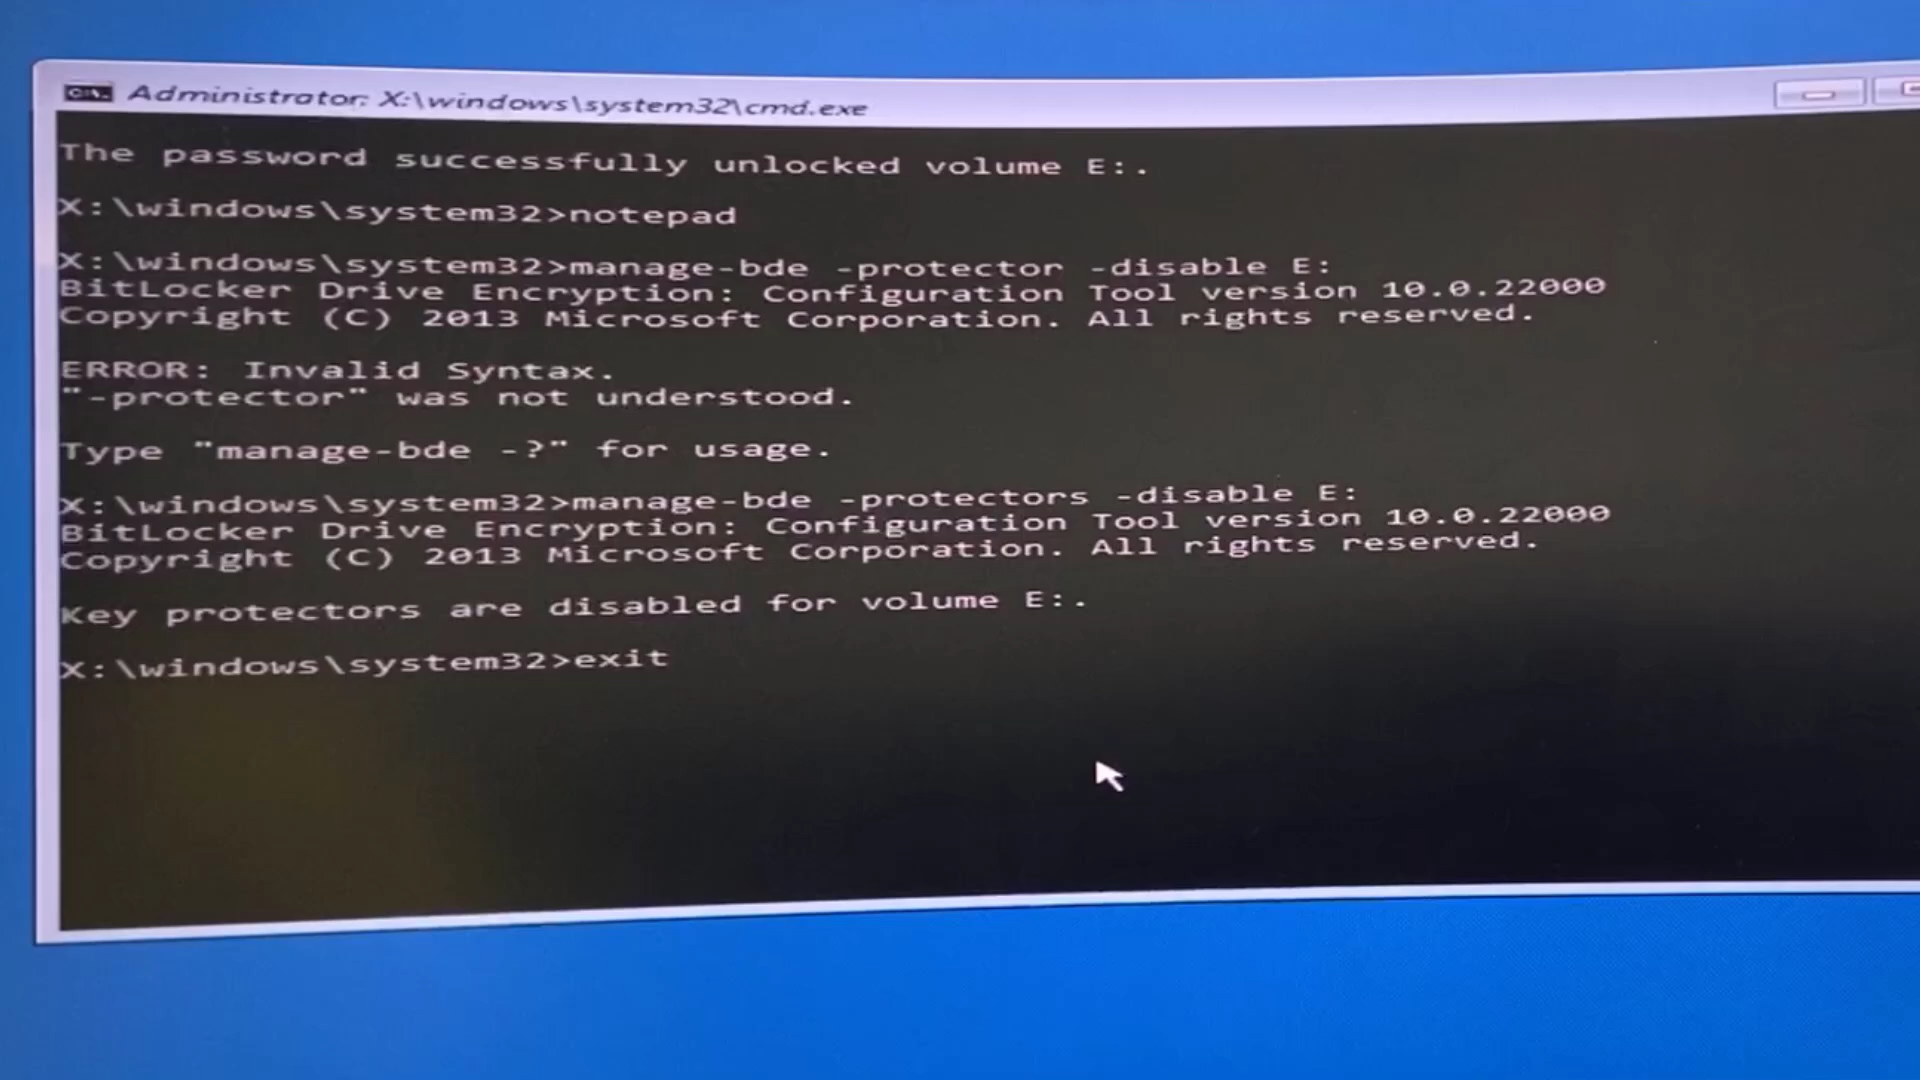 Administrator: X:\windows\system32\cmd.exe
The password successfully unlocked volume E:.
X:\windows\system32>notepad
X:\windows\system32>manage-bde -protector -disable E:
BitLocker Drive Encryption: Configuration Tool version 10.0.22000
Copyright (C) 2013 Microsoft Corporation. All rights reserved.
ERROR: Invalid Syntax.
"-protector" was not understood.
Type "manage-bde -?" for usage.
X:\windows\system32>manage-bde -protectors -disable E:
BitLocker Drive Encryption: Configuration Tool version 10.0.22000
Copyright (C) 2013 Microsoft Corporation. All rights reserved.
Key protectors are disabled for volume E:.
X:\windows\system32>exit